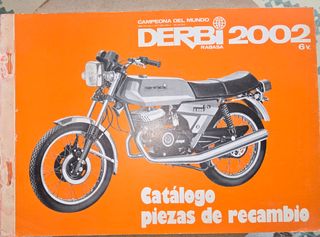 CAMPEONA DEL MUNDO
DERBi 2002
RABASA
6 v.
Catálogo
piezas de recambio